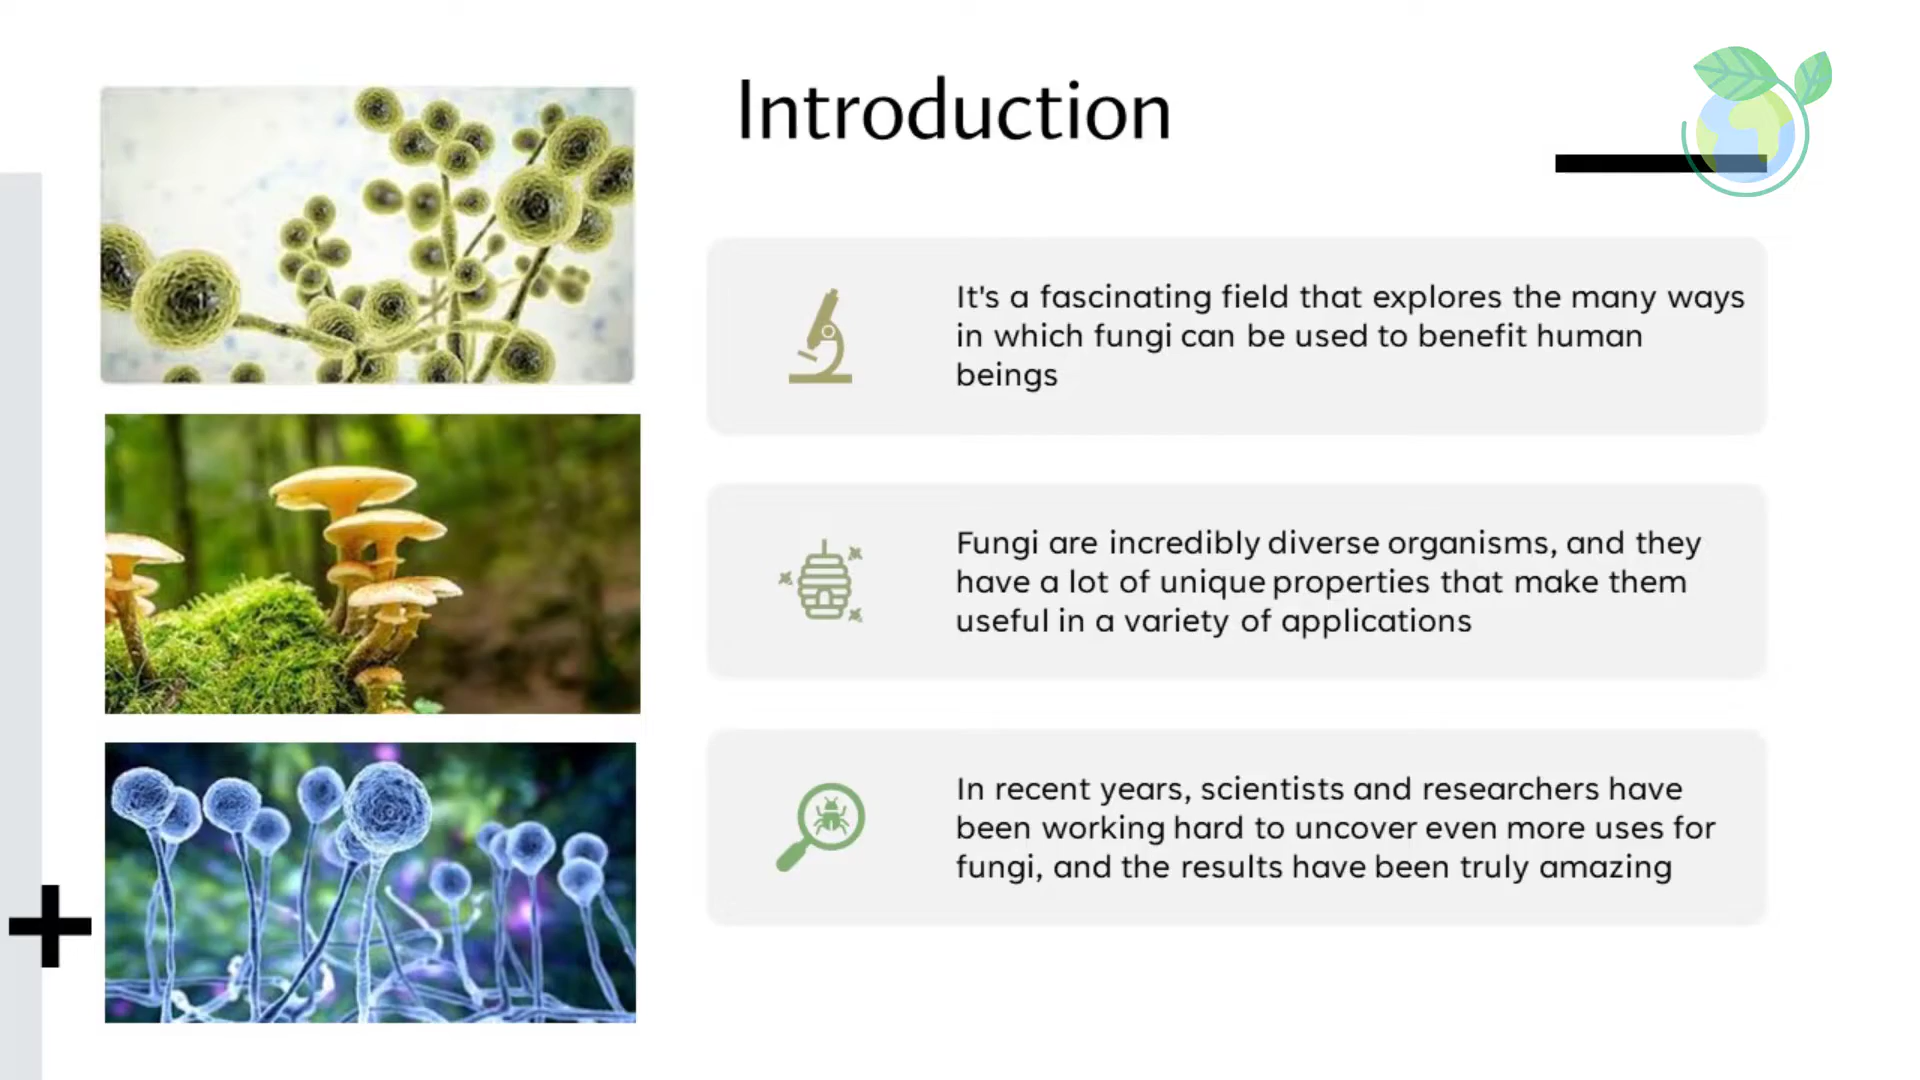 Introduction
It's a fascinating field that explores the many ways
in which fungi can be used to benefit human
beings
Fungi are incredibly diverse organisms, and they
have a lot of unique properties that make them
useful in a variety of applications
In recent years, scientists and researchers have
been working hard to uncover even more uses for
fungi, and the results have been truly amazing